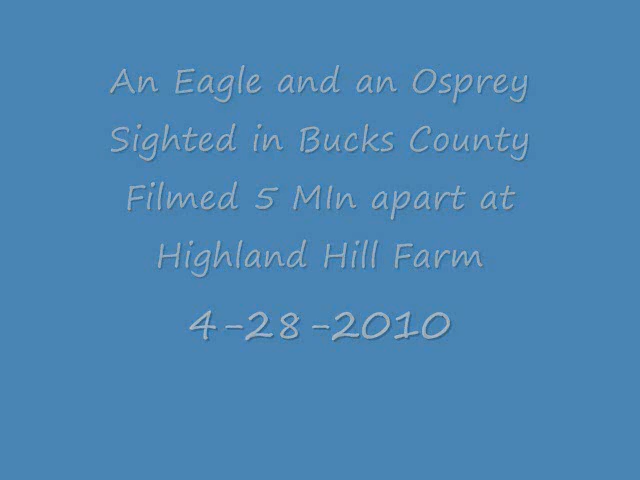 An Eagle and an Osprey
Sighted in Bucks County
Filmed 5 MIn apart at
Highland Hill Farm
4-28-2010